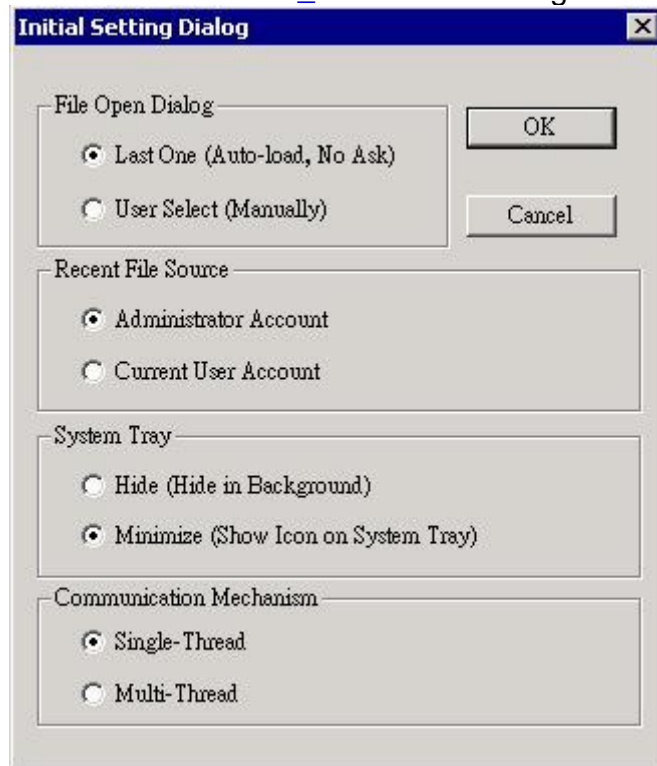 Initial Setting Dialog
File Open Dialog
Last One (Auto-load, No Ask)
User Select (Manually)
OK
Cancel
Recent File Source
Administrator Account
Current User Account
System Tray
Hide (Hide in Background)
Minimize (Show Icon on System Tray)
Communication Mechanism
Single-Thread
Multi-Thread